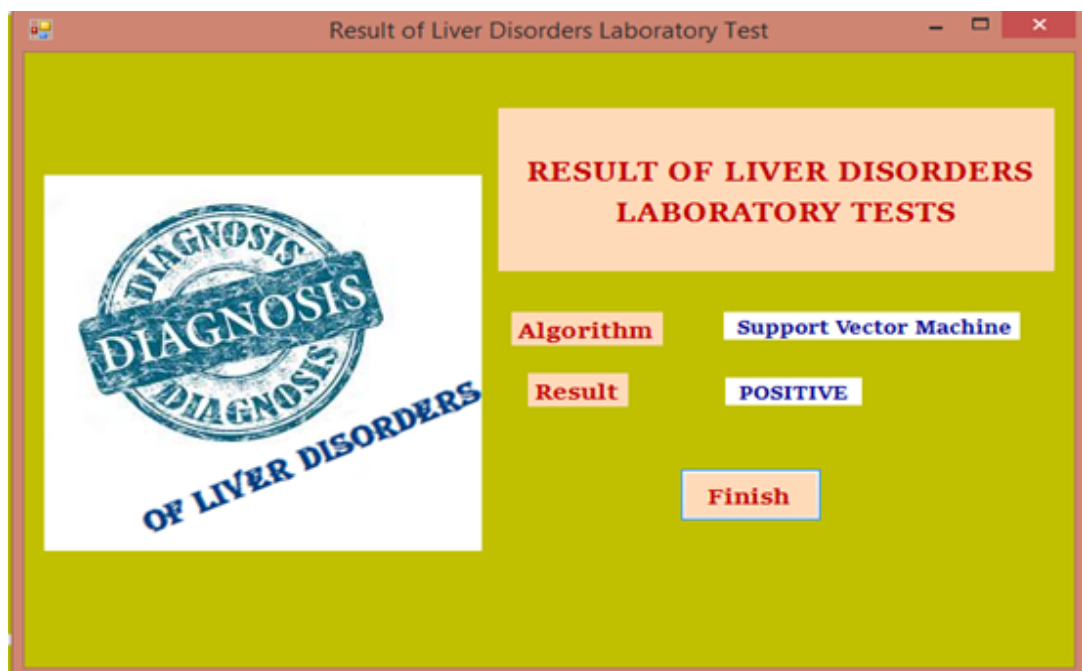 Result of Liver Disorders Laboratory Test
RESULT OF LIVER DISORDERS
LABORATORY TESTS
DIAGNOSIS
DIAGNOSIS
DIAGNOSIS
OF LIVER DISORDERS
Algorithm Support Vector Machine
Result POSITIVE
Finish